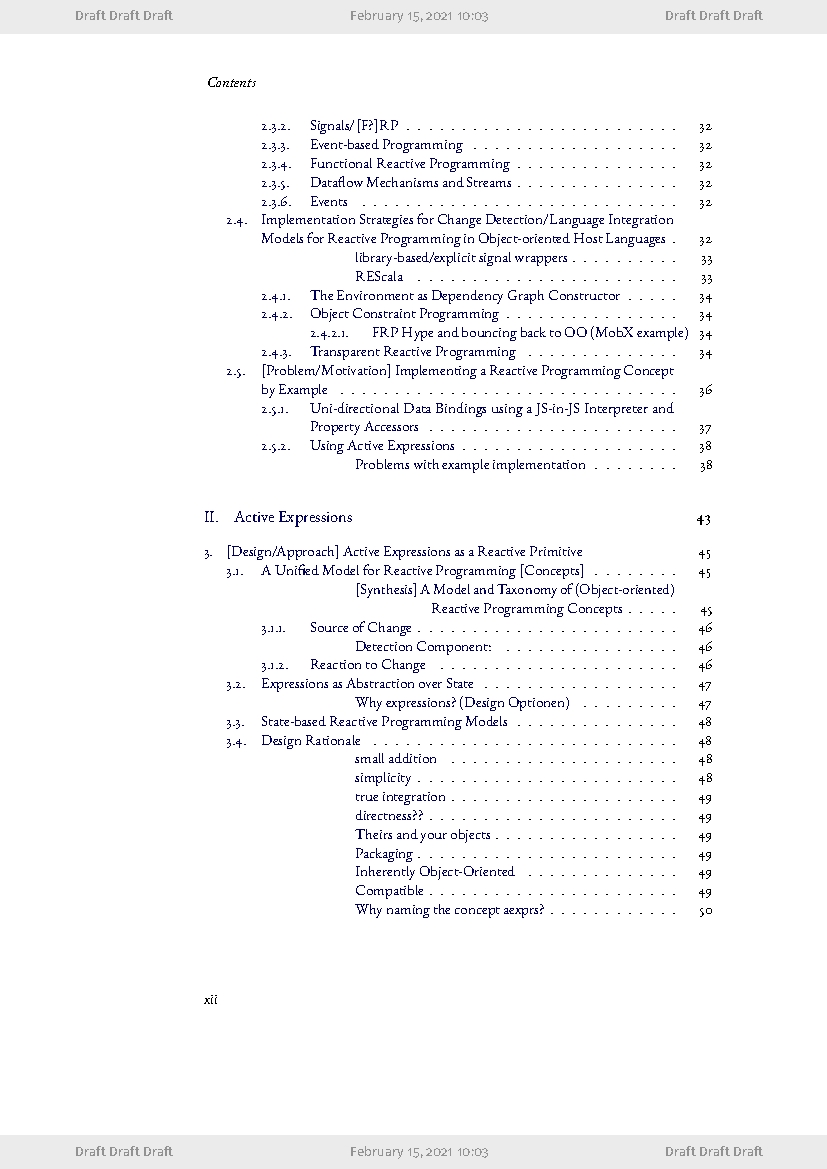 Draft Draft Draft February 15, 2021 10:03 Draft Draft Draft
Contents
2.3.2. Signals/[F?]RP . . . . . . . . . . . . . . . . . . . . . . . . . 32
2.3.3. Event-based Programming . . . . . . . . . . . . . . . . . . . 32
2.3.4. Functional Reactive Programming . . . . . . . . . . . . . . . 32
2.3.5. Dataflow Mechanisms and Streams . . . . . . . . . . . . . . . 32
2.3.6. Events . . . . . . . . . . . . . . . . . . . . . . . . . . . . . 32
2.4. Implementation Strategies for Change Detection/Language Integration
Models for Reactive Programming in Object-oriented Host Languages . 32
library-based/explicit signal wrappers . . . . . . . . . . 33
REScala . . . . . . . . . . . . . . . . . . . . . . . . 33
2.4.1. The Environment as Dependency Graph Constructor . . . . . 34
2.4.2. Object Constraint Programming . . . . . . . . . . . . . . . . 34
2.4.2.1. FRP Hype and bouncing back to OO (MobX example) 34
2.4.3. Transparent Reactive Programming . . . . . . . . . . . . . . 34
2.5. [Problem/Motivation] Implementing a Reactive Programming Concept
by Example . . . . . . . . . . . . . . . . . . . . . . . . . . . . . . . 36
2.5.1. Uni-directional Data Bindings using a JS-in-JS Interpreter and
Property Accessors . . . . . . . . . . . . . . . . . . . . . . . 37
2.5.2. Using Active Expressions . . . . . . . . . . . . . . . . . . . . 38
Problems with example implementation . . . . . . . . 38
II. Active Expressions 43
3. [Design/Approach] Active Expressions as a Reactive Primitive 45
3.1. A Unified Model for Reactive Programming [Concepts] . . . . . . . . 45
[Synthesis] A Model and Taxonomy of (Object-oriented)
Reactive Programming Concepts . . . . . 45
3.1.1. Source of Change . . . . . . . . . . . . . . . . . . . . . . . . 46
Detection Component: . . . . . . . . . . . . . . . . 46
3.1.2. Reaction to Change . . . . . . . . . . . . . . . . . . . . . . 46
3.2. Expressions as Abstraction over State . . . . . . . . . . . . . . . . . . 47
Why expressions? (Design Optionen) . . . . . . . . . 47
3.3. State-based Reactive Programming Models . . . . . . . . . . . . . . . 48
3.4. Design Rationale . . . . . . . . . . . . . . . . . . . . . . . . . . . . 48
small addition . . . . . . . . . . . . . . . . . . . . . 48
simplicity . . . . . . . . . . . . . . . . . . . . . . . . 48
true integration . . . . . . . . . . . . . . . . . . . . . 49
directness?? . . . . . . . . . . . . . . . . . . . . . . . 49
Theirs and your objects . . . . . . . . . . . . . . . . . 49
Packaging . . . . . . . . . . . . . . . . . . . . . . . . 49
Inherently Object-Oriented . . . . . . . . . . . . . . 49
Compatible . . . . . . . . . . . . . . . . . . . . . . . 49
Why naming the concept aexprs? . . . . . . . . . . . . 50
xii
Draft Draft Draft February 15, 2021 10:03 Draft Draft Draft